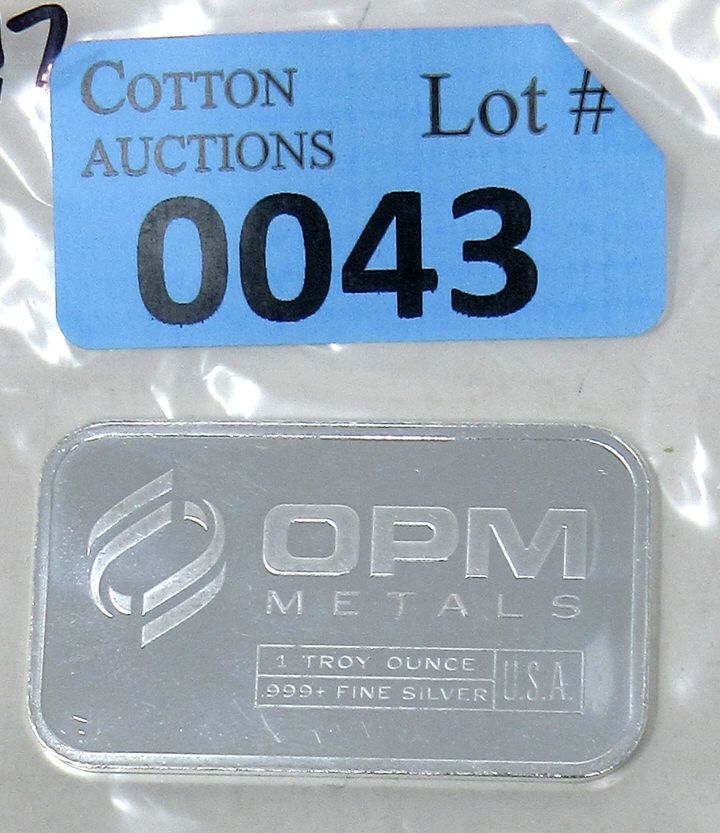 COTTON
AUCTIONS
Lot #
0043
OPM
METALS
1 TROY OUNCE
.999+ FINE SILVER
U.S.A.